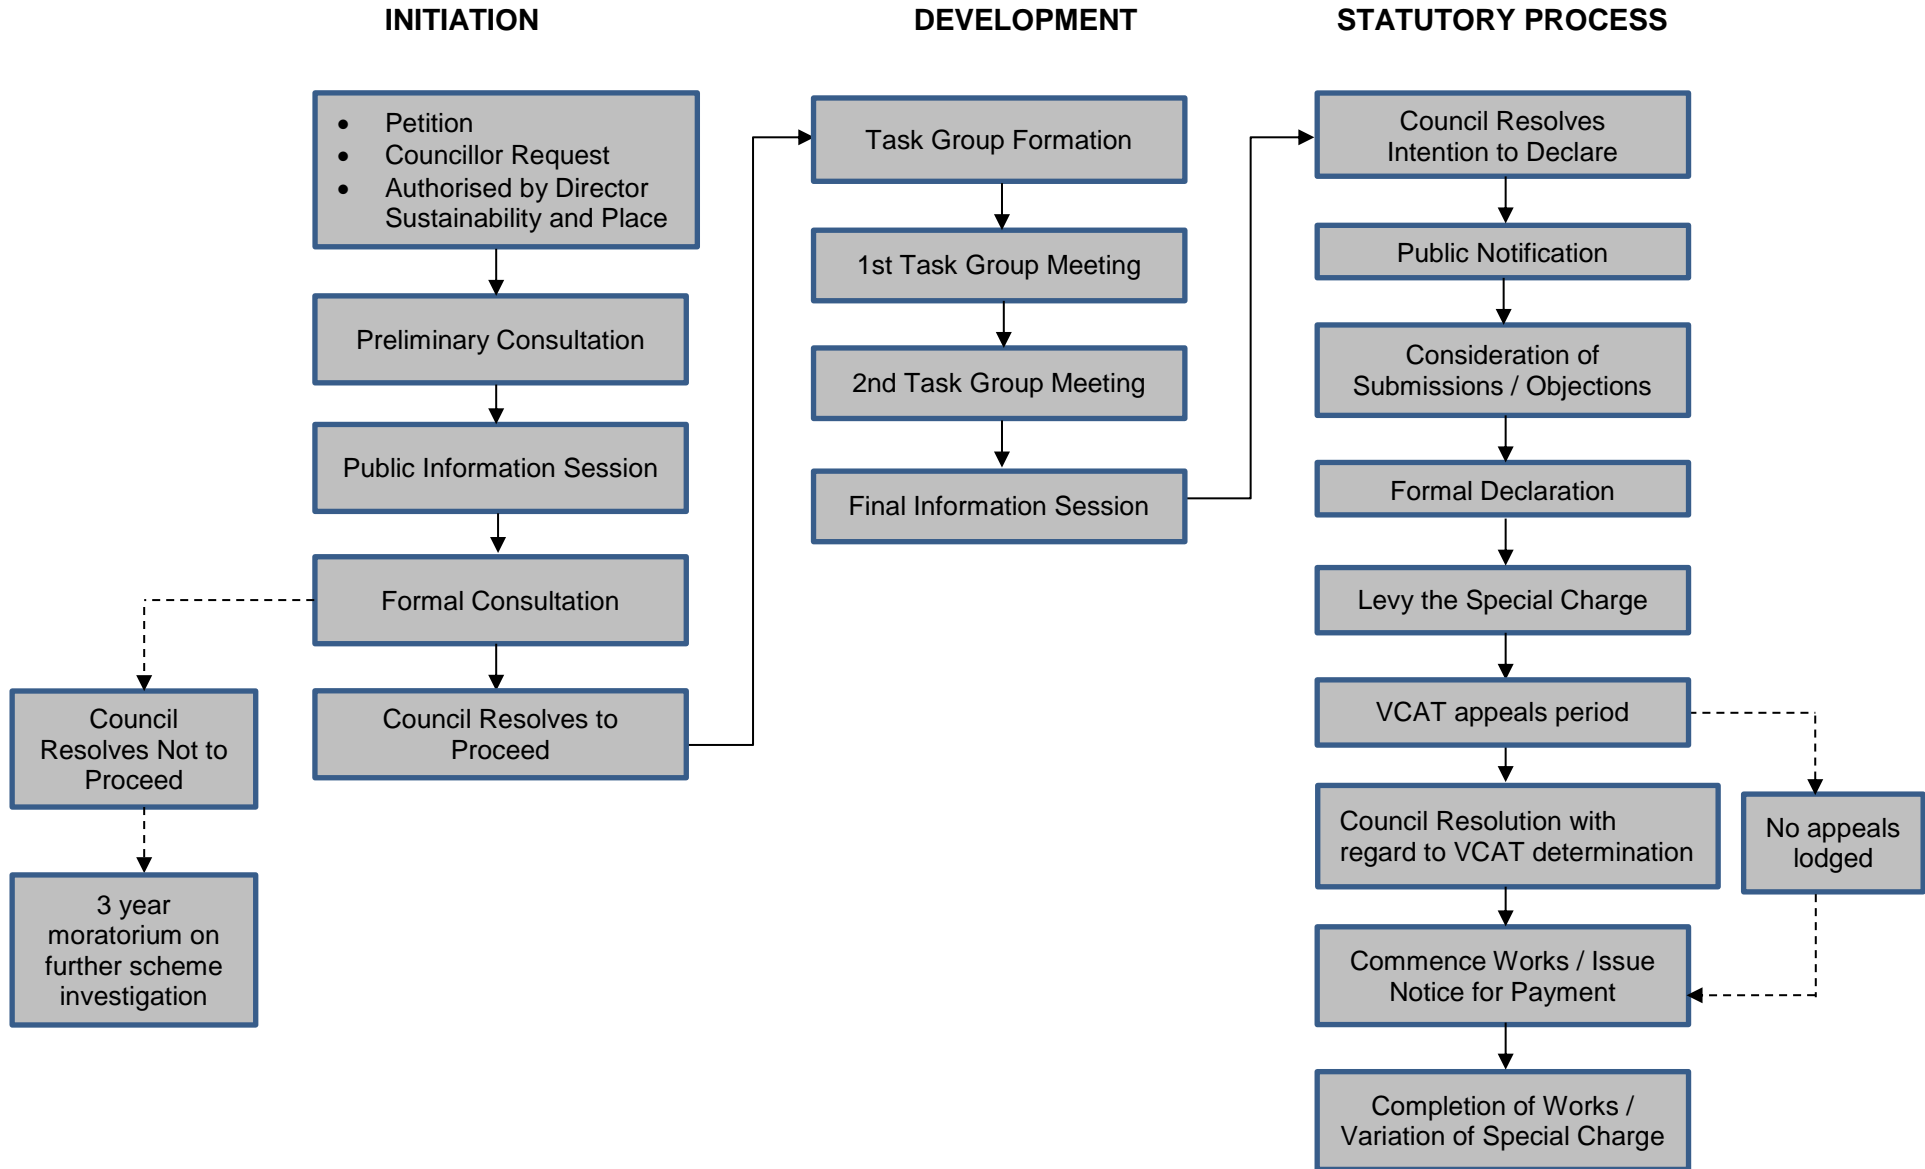 INITIATION
DEVELOPMENT
STATUTORY PROCESS
• Petition
• Councillor Request
• Authorised by Director
Sustainability and Place
Preliminary Consultation
Public Information Session
Formal Consultation
Council Resolves to
Proceed
Council
Resolves Not to
Proceed
3 year
moratorium on
further scheme
investigation
Task Group Formation
1st Task Group Meeting
2nd Task Group Meeting
Final Information Session
Council Resolves
Intention to Declare
Public Notification
Consideration of
Submissions / Objections
Formal Declaration
Levy the Special Charge
VCAT appeals period
Council Resolution with
regard to VCAT determination
No appeals
lodged
Commence Works / Issue
Notice for Payment
Completion of Works /
Variation of Special Charge